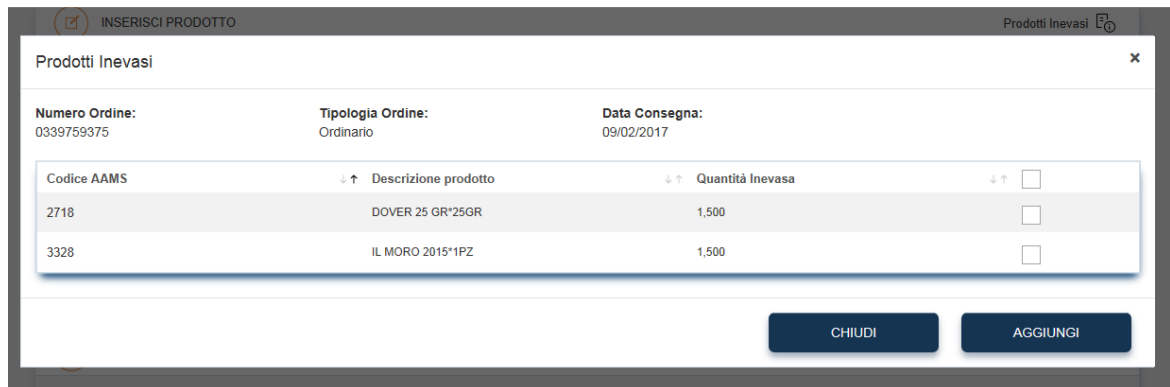 INSERISCI PRODOTTO Prodotti Inevasi
Prodotti Inevasi ×
Numero Ordine: Tipologia Ordine: Data Consegna:
0339759375 Ordinario 09/02/2017
Codice AAMS ↓↑ Descrizione prodotto ↓↑ Quantità Inevasa ↓↑
2718 DOVER 25 GR*25GR 1,500
3328 IL MORO 2015*1PZ 1,500
CHIUDI AGGIUNGI